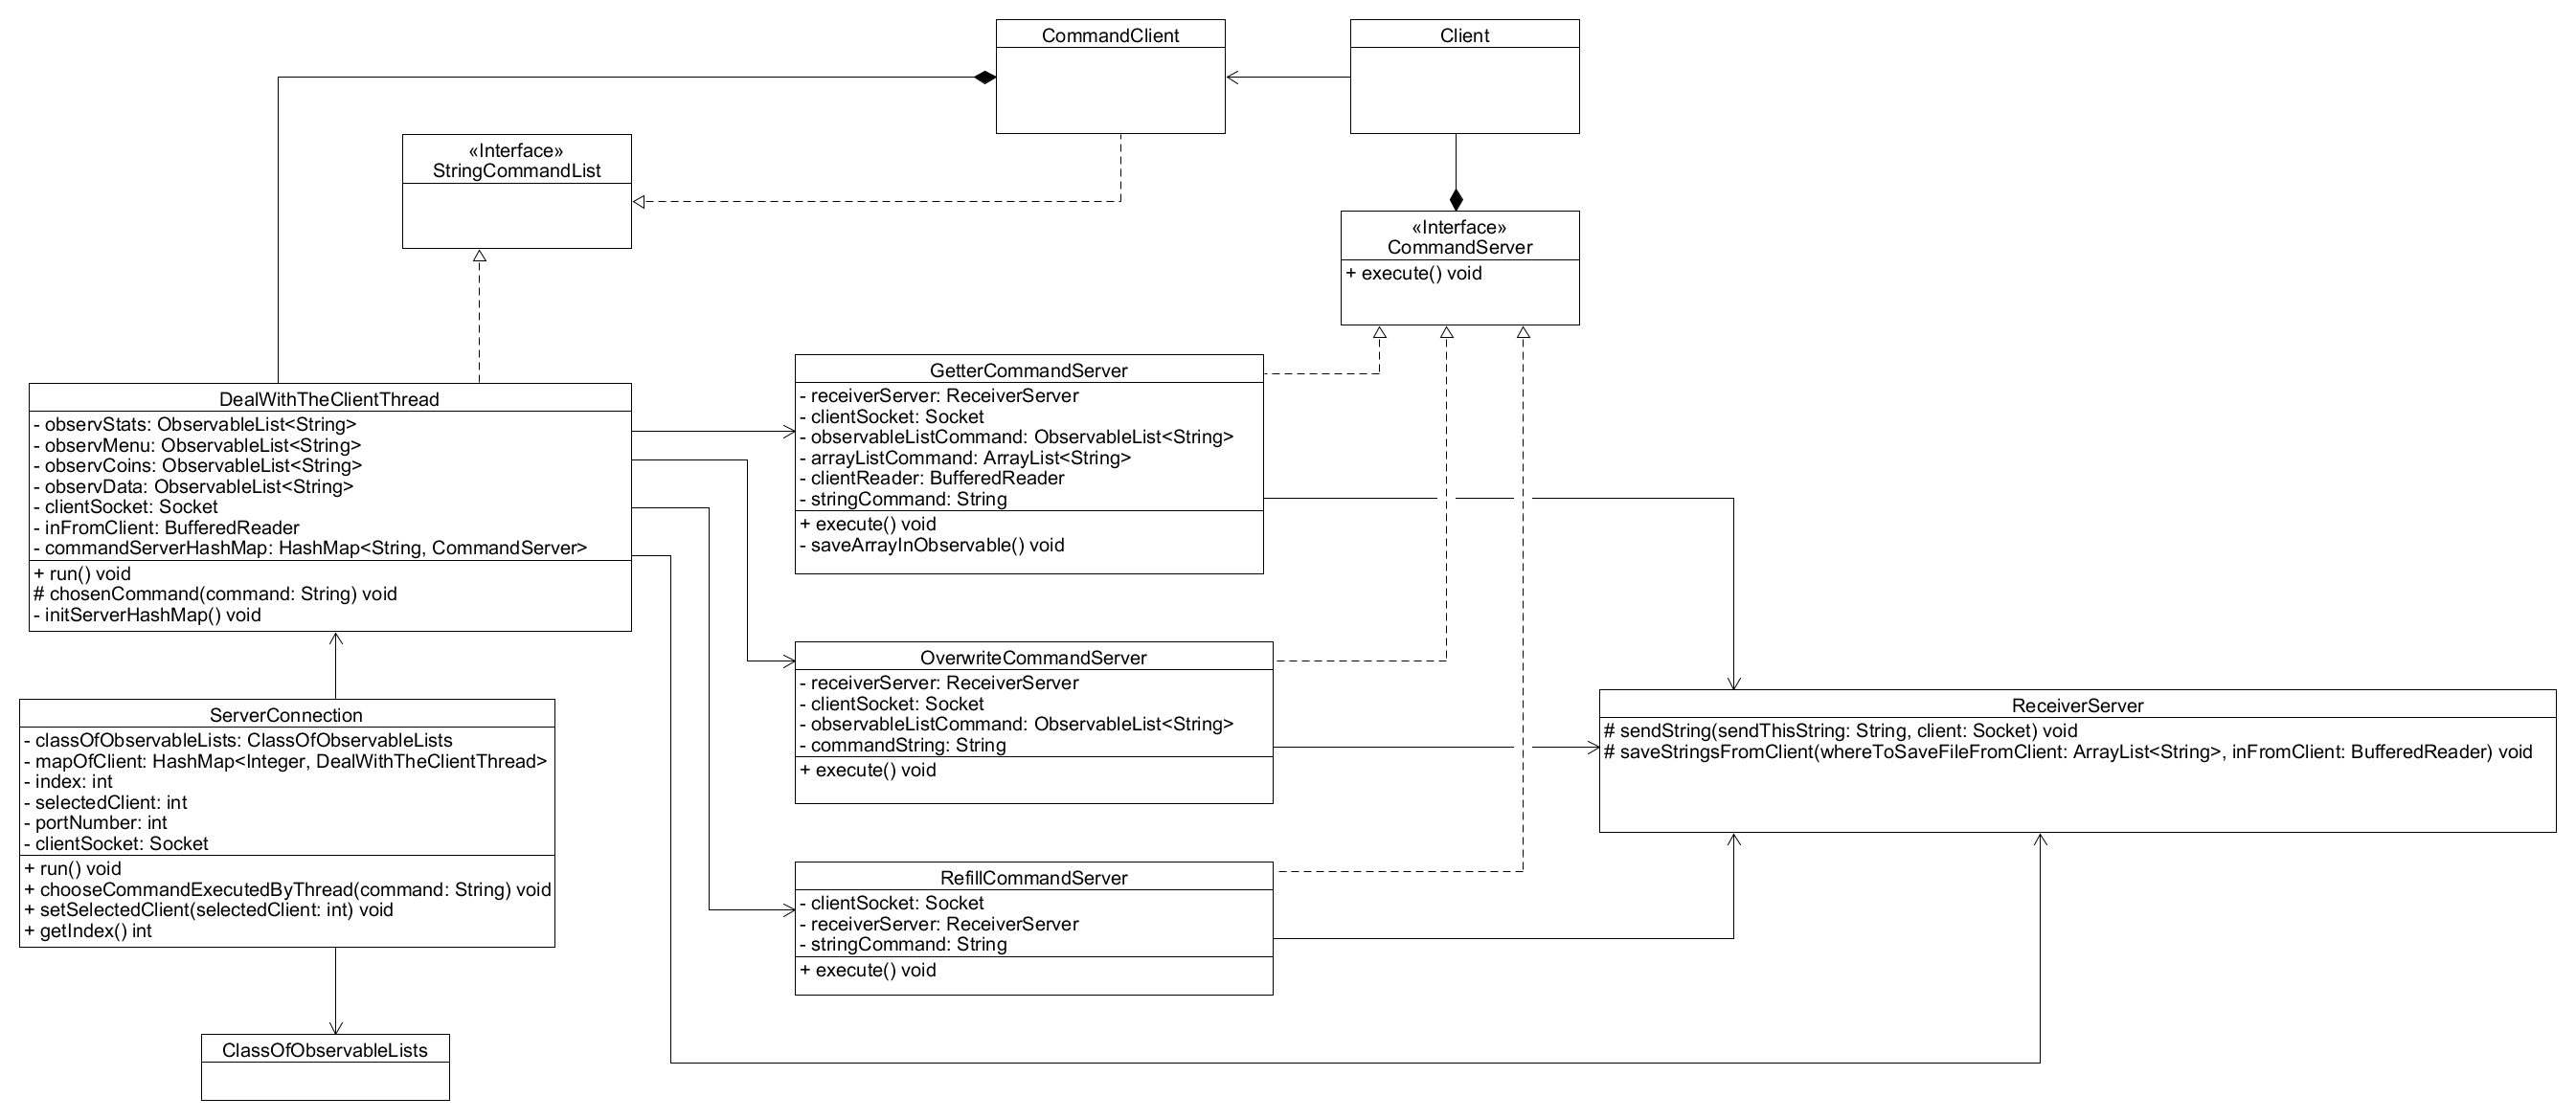 CommandClient
Client
«Interface»
StringCommandList
«Interface»
CommandServer
+ execute() void
DealWithTheClientThread
- observStats: ObservableList<String>
- observMenu: ObservableList<String>
- observCoins: ObservableList<String>
- observData: ObservableList<String>
- clientSocket: Socket
- inFromClient: BufferedReader
- commandServerHashMap: HashMap<String, CommandServer>
+ run() void
# chosenCommand(command: String) void
- initServerHashMap() void
GetterCommandServer
- receiverServer: ReceiverServer
- clientSocket: Socket
- observableListCommand: ObservableList<String>
- arrayListCommand: ArrayList<String>
- clientReader: BufferedReader
- stringCommand: String
+ execute() void
- saveArrayInObservable() void
OverwriteCommandServer
- receiverServer: ReceiverServer
- clientSocket: Socket
- observableListCommand: ObservableList<String>
- commandString: String
+ execute() void
ReceiverServer
# sendString(sendThisString: String, client: Socket) void
# saveStringsFromClient(whereToSaveFileFromClient: ArrayList<String>, inFromClient: BufferedReader) void
ServerConnection
- classOfObservableLists: ClassOfObservableLists
- mapOfClient: HashMap<Integer, DealWithTheClientThread>
- index: int
- selectedClient: int
- portNumber: int
- clientSocket: Socket
+ run() void
+ chooseCommandExecutedByThread(command: String) void
+ setSelectedClient(selectedClient: int) void
+ getIndex() int
RefillCommandServer
- clientSocket: Socket
- receiverServer: ReceiverServer
- stringCommand: String
+ execute() void
ClassOfObservableLists